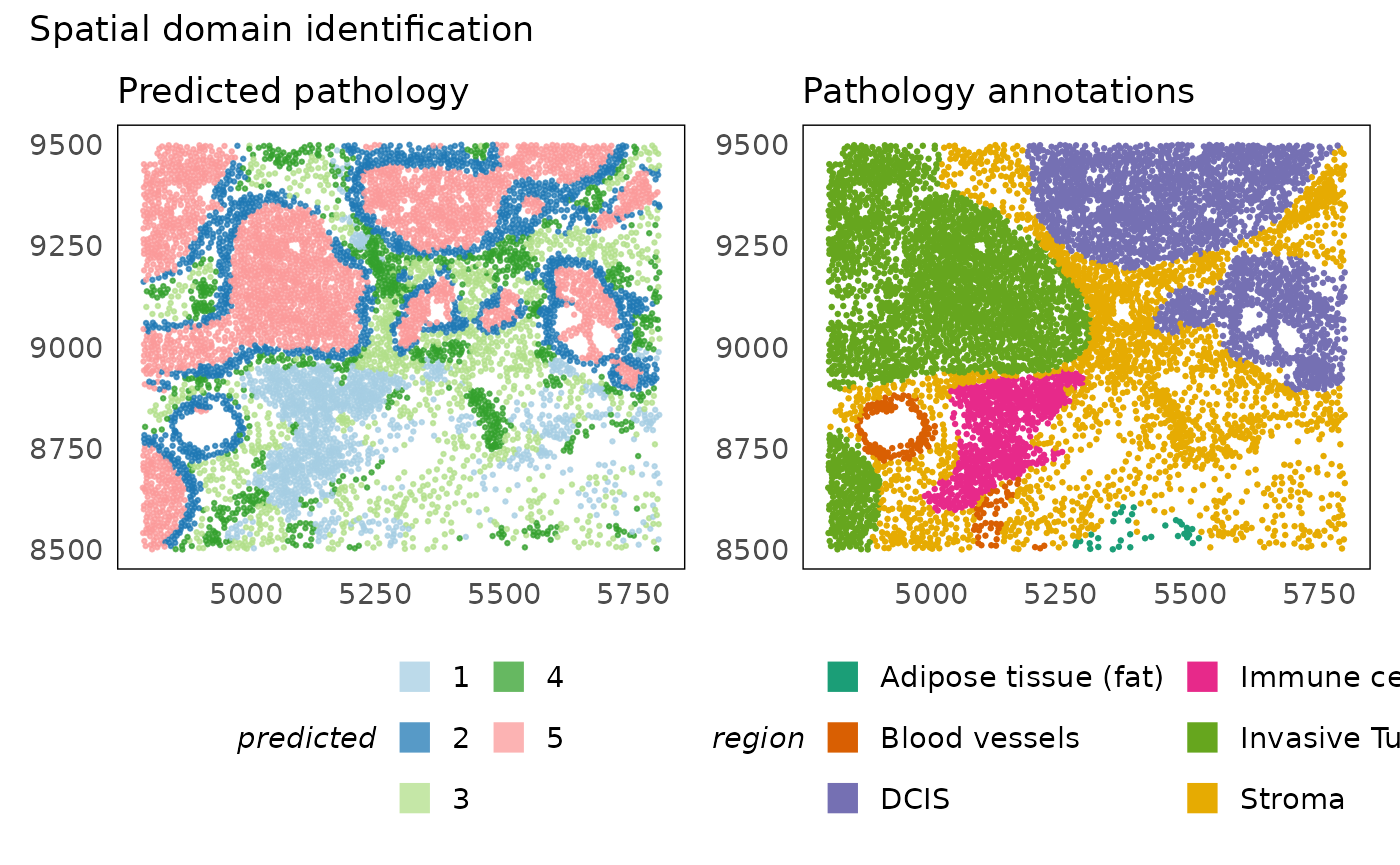 Spatial domain identification
Predicted pathology
Pathology annotations
9500
9250
9000
8750
8500
5000 5250 5500 5750
9500
9250
9000
8750
8500
5000 5250 5500 5750
predicted
1 4
2 5
3
region
Adipose tissue (fat) Immune ce
Blood vessels Invasive Tu
DCIS Stroma